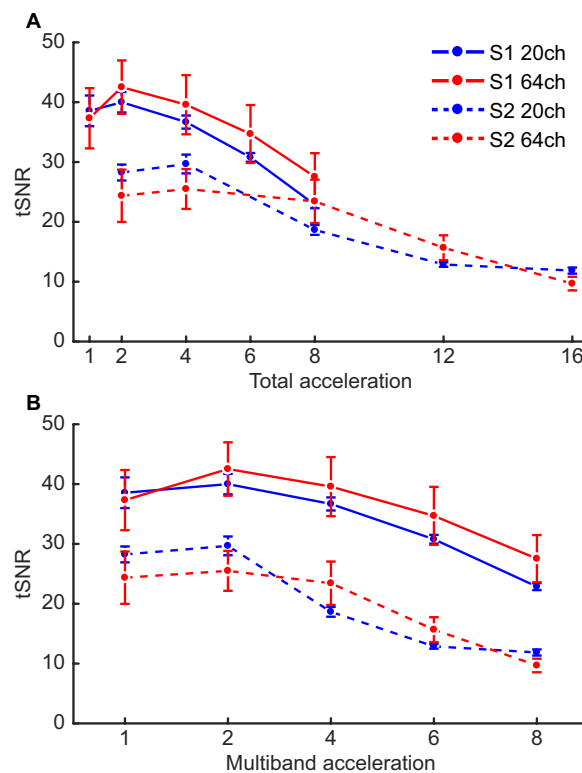 A
50
40
30
20
10
0
tSNR
S1 20ch
S1 64ch
S2 20ch
S2 64ch
1 2 4 6 8 12 16
Total acceleration
B
50
40
30
20
10
0
tSNR
1 2 4 6 8
Multiband acceleration